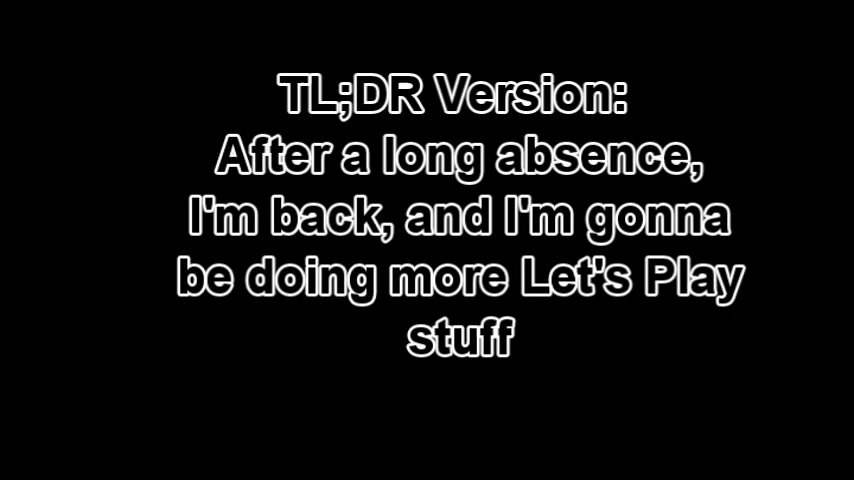 TL;DR Version:
After a long absence,
I'm back, and I'm gonna
be doing more Let's Play
stuff